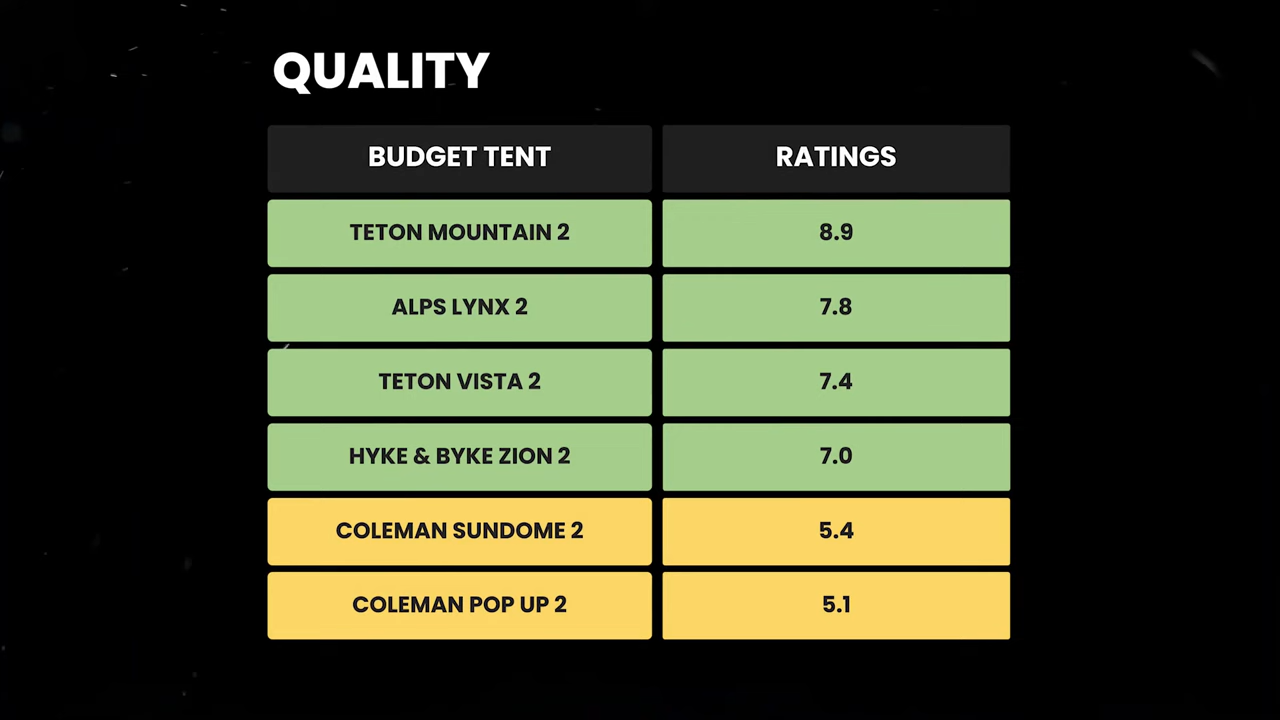 QUALITY
BUDGET TENT RATINGS
TETON MOUNTAIN 2 8.9
ALPS LYNX 2 7.8
TETON VISTA 2 7.4
HYKE & BYKE ZION 2 7.0
COLEMAN SUNDOME 2 5.4
COLEMAN POP UP 2 5.1